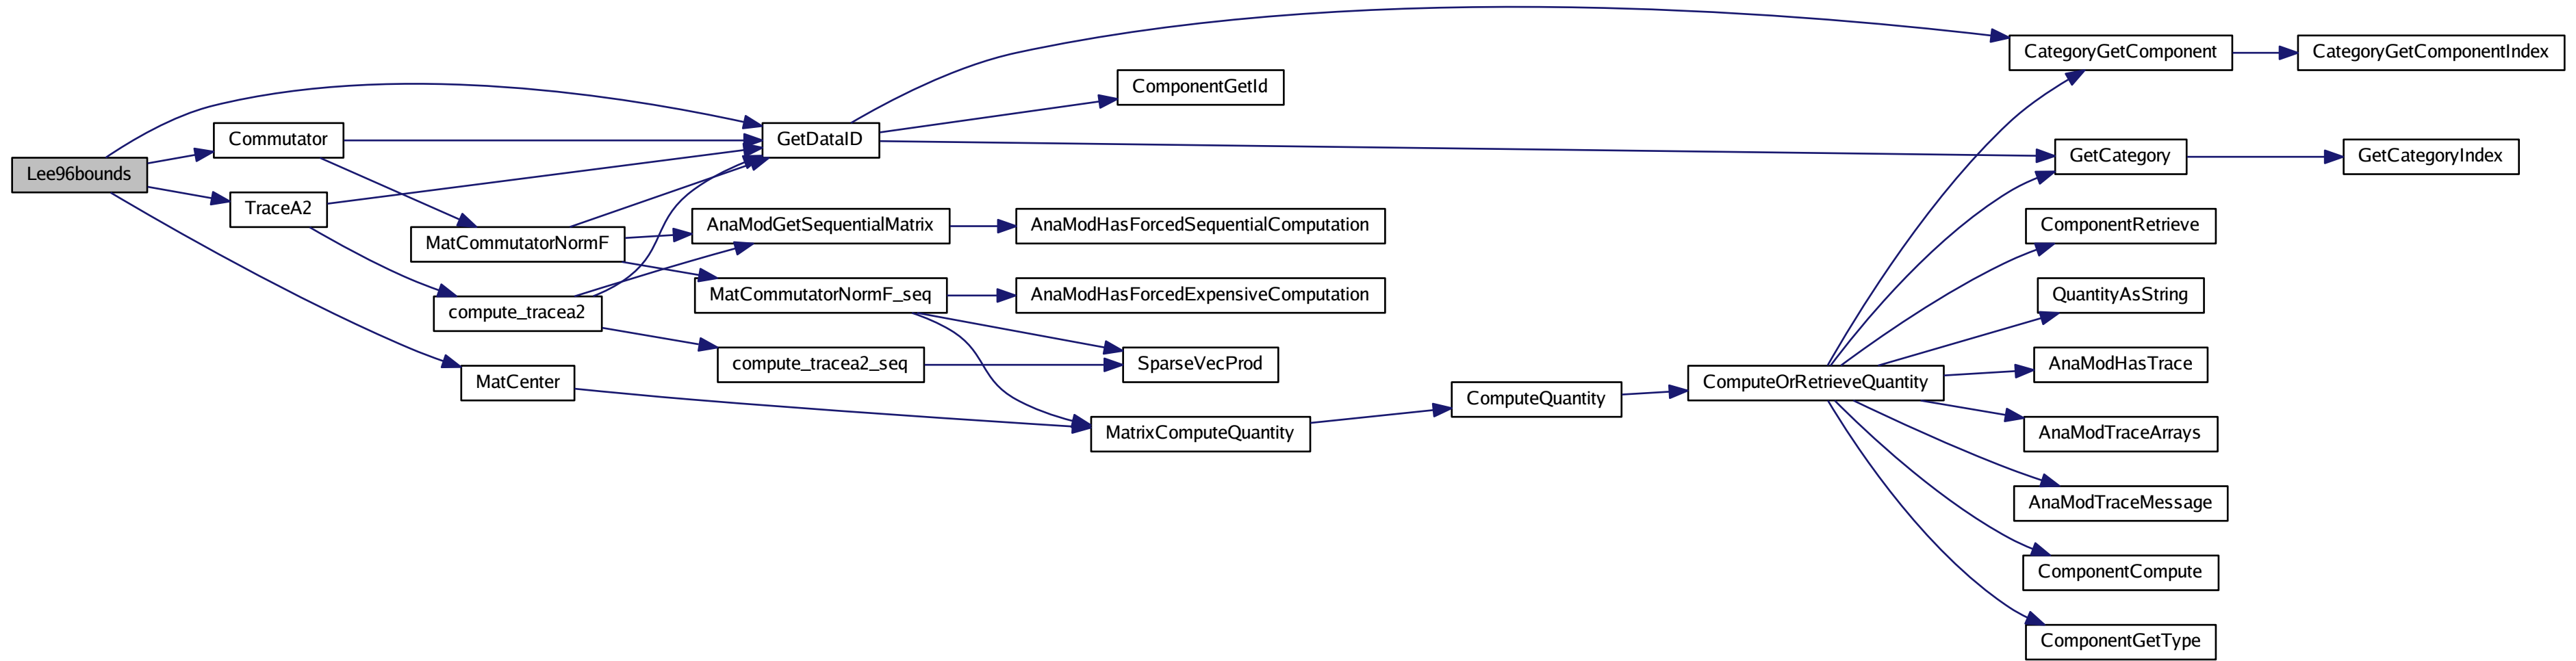 Lee96bounds
Commutator
TraceA2
MatCommutatorNormF
compute_tracea2
MatCenter
GetDataID
AnaModGetSequentialMatrix
MatCommutatorNormF_seq
compute_tracea2_seq
ComponentGetId
AnaModHasForcedSequentialComputation
AnaModHasForcedExpensiveComputation
SparseVecProd
MatrixComputeQuantity
ComputeQuantity
ComputeOrRetrieveQuantity
CategoryGetComponent
GetCategory
ComponentRetrieve
QuantityAsString
AnaModHasTrace
AnaModTraceArrays
AnaModTraceMessage
ComponentCompute
ComponentGetType
CategoryGetComponentIndex
GetCategoryIndex